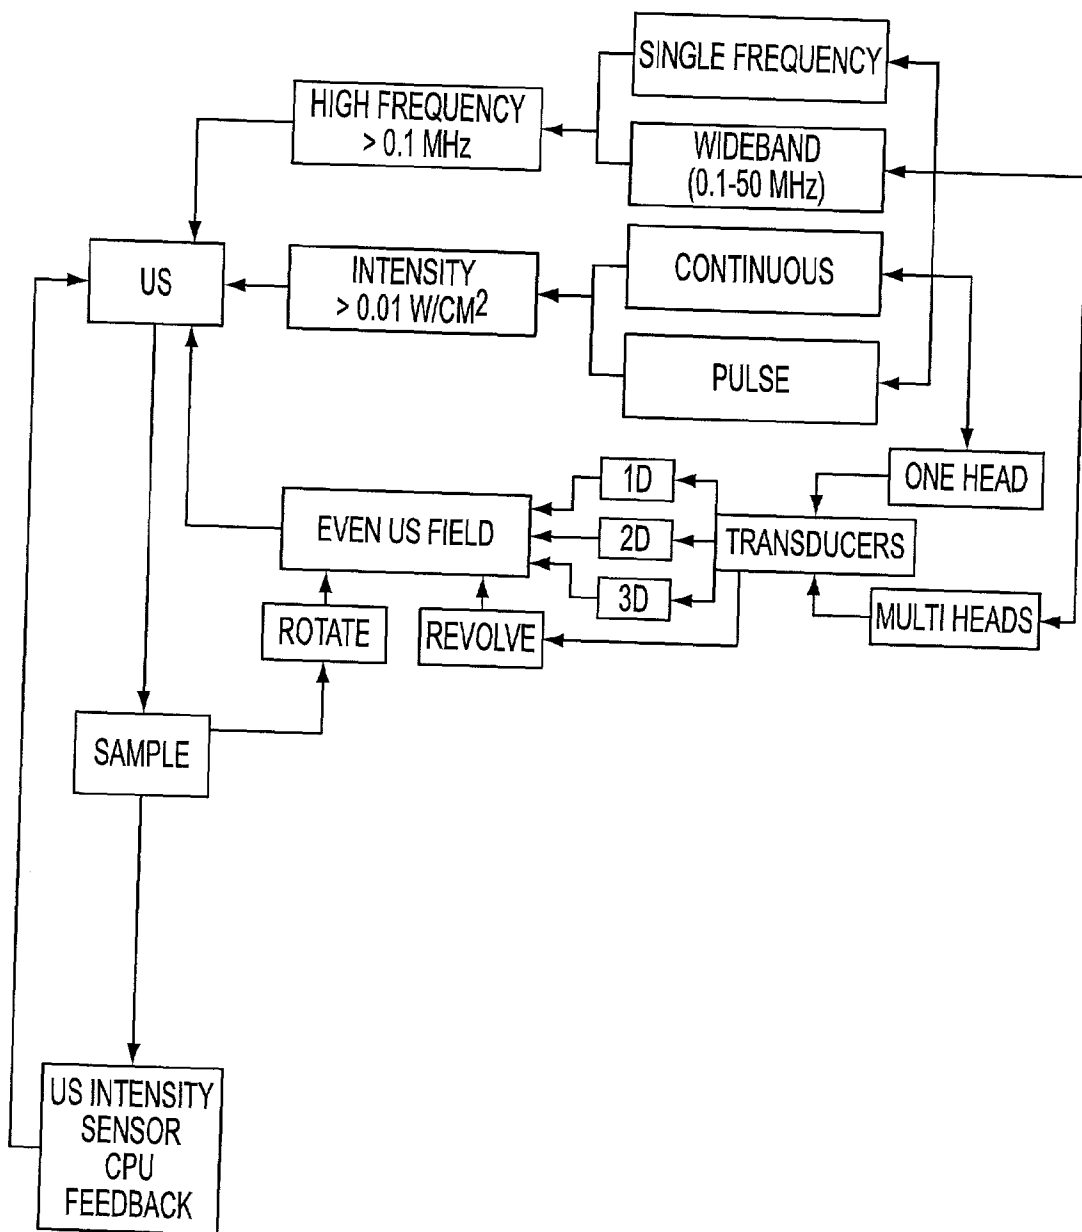 SINGLE FREQUENCY
HIGH FREQUENCY
> 0.1 MHz
WIDEBAND
(0.1-50 MHz)
US
INTENSITY
> 0.01 W/CM²
CONTINUOUS
PULSE
ONE HEAD
1D
EVEN US FIELD
2D
TRANSDUCERS
3D
MULTI HEADS
ROTATE
REVOLVE
SAMPLE
US INTENSITY
SENSOR
CPU
FEEDBACK